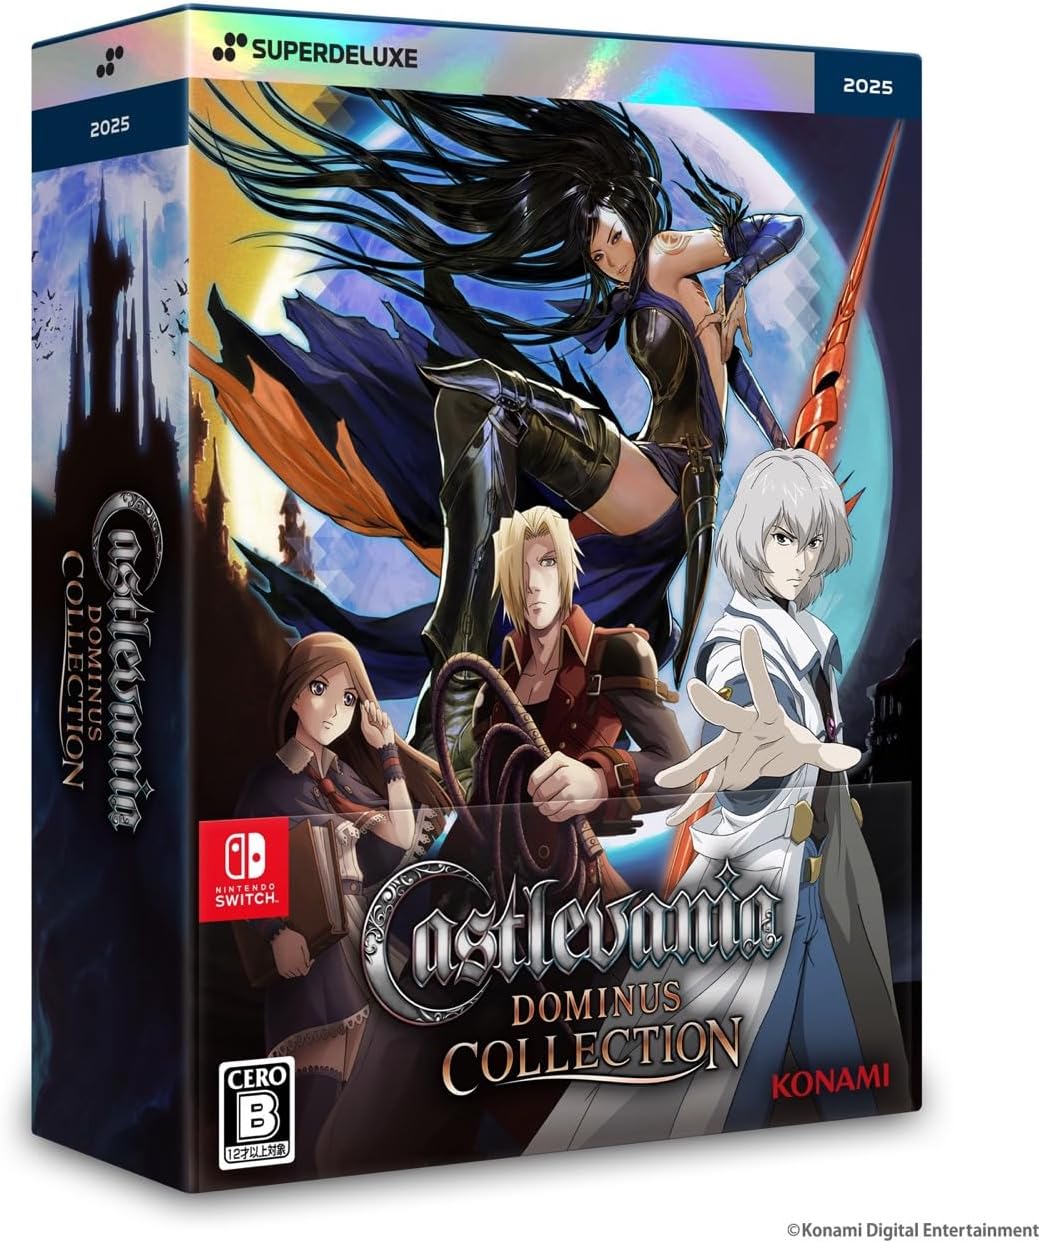 SUPERDELUXE
2025
2025
Castlevania
DOMINUS
COLLECTION
NINTENDO
SWITCH™
Castlevania
DOMINUS
COLLECTION
KONAMI
CERO
B
12才以上対象
©Konami Digital Entertainment